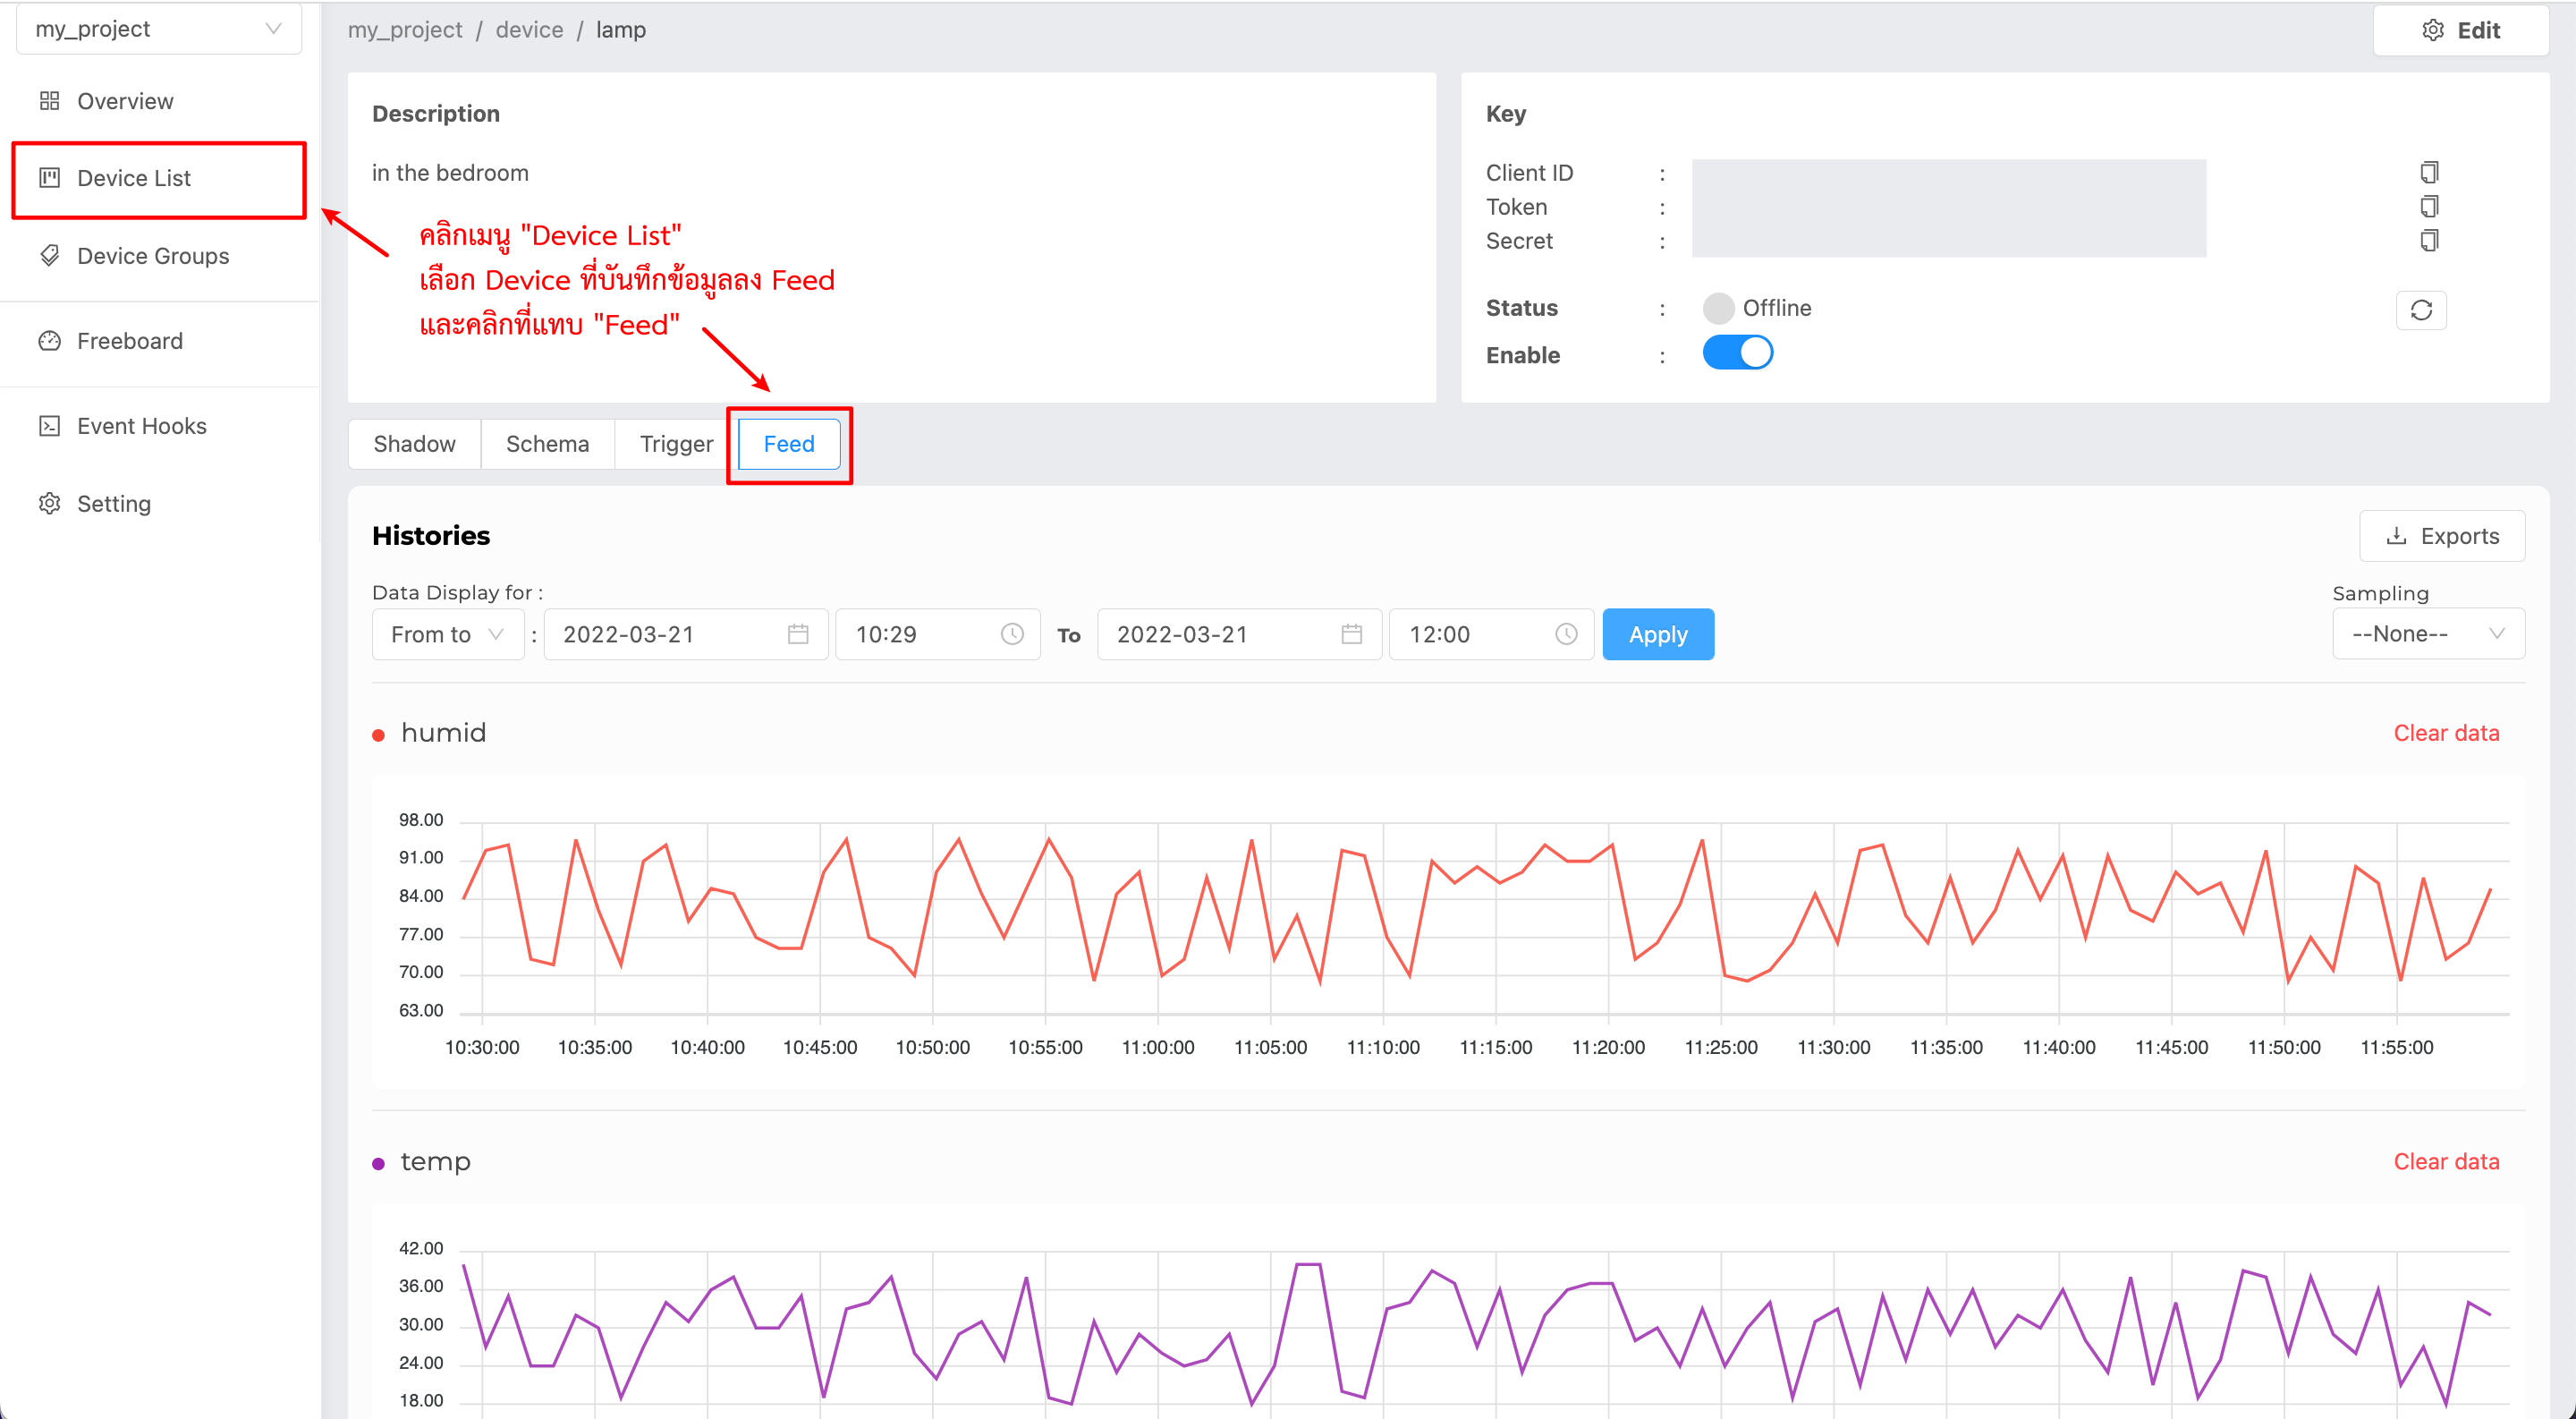 my_project
Overview
Device List
Device Groups
Freeboard
Event Hooks
Setting
my_project / device / lamp
Edit
Description
in the bedroom
คลิกเมนู "Device List"
เลือก Device ที่บันทึกข้อมูลลง Feed
และคลิกที่แทบ "Feed"
Key
Client ID :
Token :
Secret :
Status : Offline
Enable :
Shadow Schema Trigger Feed
Histories
Exports
Data Display for :
Sampling
From to : 2022-03-21 10:29 To 2022-03-21 12:00 Apply
--None--
humid
Clear data
98.00
91.00
84.00
77.00
70.00
63.00
10:30:00 10:35:00 10:40:00 10:45:00 10:50:00 10:55:00 11:00:00 11:05:00 11:10:00 11:15:00 11:20:00 11:25:00 11:30:00 11:35:00 11:40:00 11:45:00 11:50:00 11:55:00
temp
Clear data
42.00
36.00
30.00
24.00
18.00